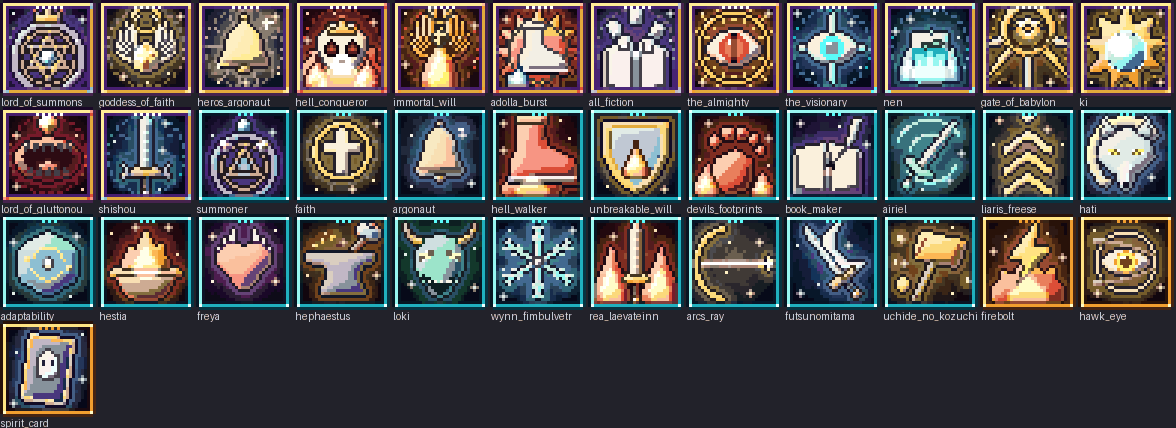 lord_of_summons goddess_of_faith heros_argonaut hell_conqueror immortal_will adolla_burst all_fiction the_almighty the_visionary nen gate_of_babylon ki
lord_of_gluttonou shishou summoner faith argonaut hell_walker unbreakable_will devils_footprints book_maker airiel liaris_freese hati
adaptability hestia freya hephaestus loki wynn_fimbulvetr rea_laevateinn arcs_ray futsunomitama uchide_no_kozuchi firebolt hawk_eye
spirit_card